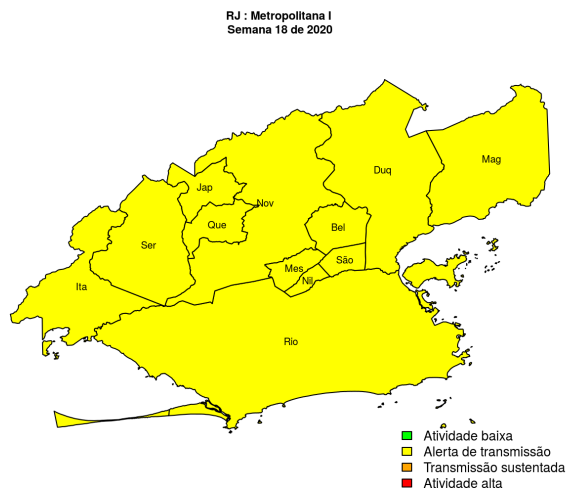 RJ : Metropolitana I
Semana 18 de 2020
Mag
Duq
Jap
Nov
Que
Bel
Ser
São
Mes
Nil
Ita
Rio
Atividade baixa
Alerta de transmissão
Transmissão sustentada
Atividade alta